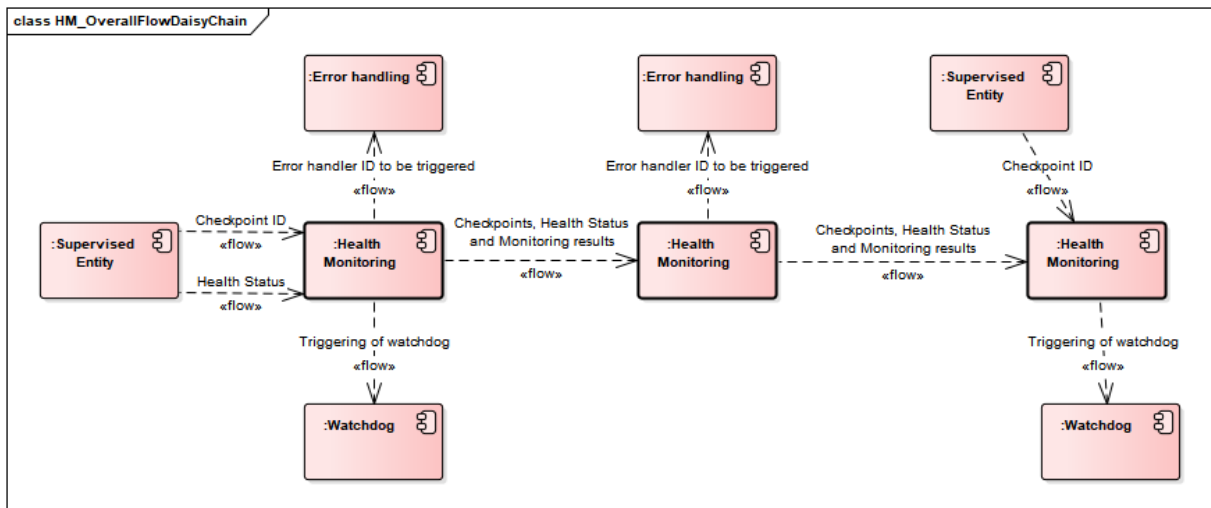 class HM_OverallFlowDaisyChain
:Error handling
:Error handling
:Supervised
Entity
Error handler ID to be triggered
«flow»
Error handler ID to be triggered
«flow»
Checkpoint ID
«flow»
:Supervised
Entity
Checkpoint ID
«flow»
Health Status
«flow»
:Health
Monitoring
Checkpoints, Health Status
and Monitoring results
«flow»
:Health
Monitoring
Checkpoints, Health Status
and Monitoring results
«flow»
:Health
Monitoring
Triggering of watchdog
«flow»
Triggering of watchdog
«flow»
:Watchdog
:Watchdog